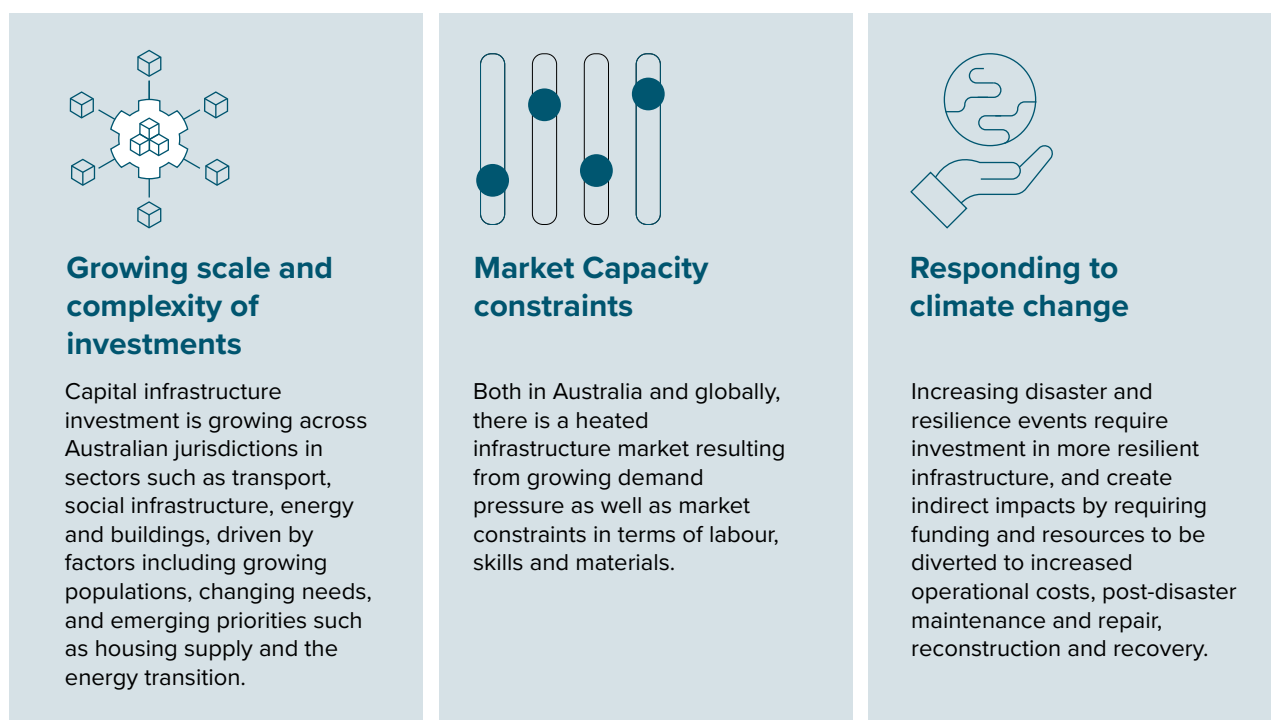 Growing scale and
complexity of
investments
Capital infrastructure
investment is growing across
Australian jurisdictions in
sectors such as transport,
social infrastructure, energy
and buildings, driven by
factors including growing
populations, changing needs,
and emerging priorities such
as housing supply and the
energy transition.
Market Capacity
constraints
Both in Australia and globally,
there is a heated
infrastructure market resulting
from growing demand
pressure as well as market
constraints in terms of labour,
skills and materials.
Responding to
climate change
Increasing disaster and
resilience events require
investment in more resilient
infrastructure, and create
indirect impacts by requiring
funding and resources to be
diverted to increased
operational costs, post-disaster
maintenance and repair,
reconstruction and recovery.